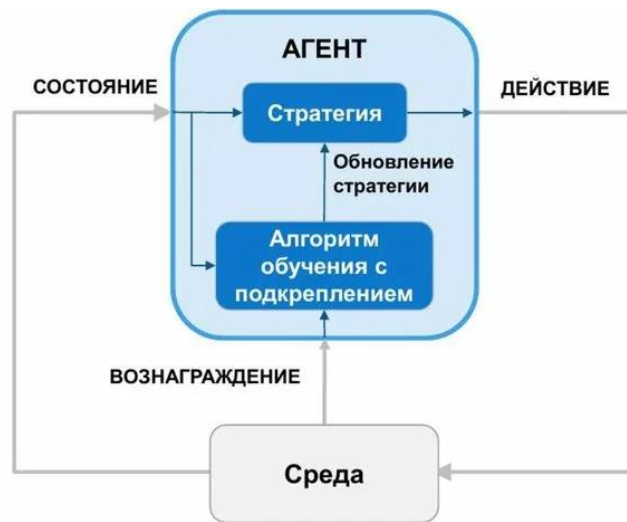 АГЕНТ
СОСТОЯНИЕ
ДЕЙСТВИЕ
Стратегия
Обновление
стратегии
Алгоритм
обучения с
подкреплением
ВОЗНАГРАЖДЕНИЕ
Среда